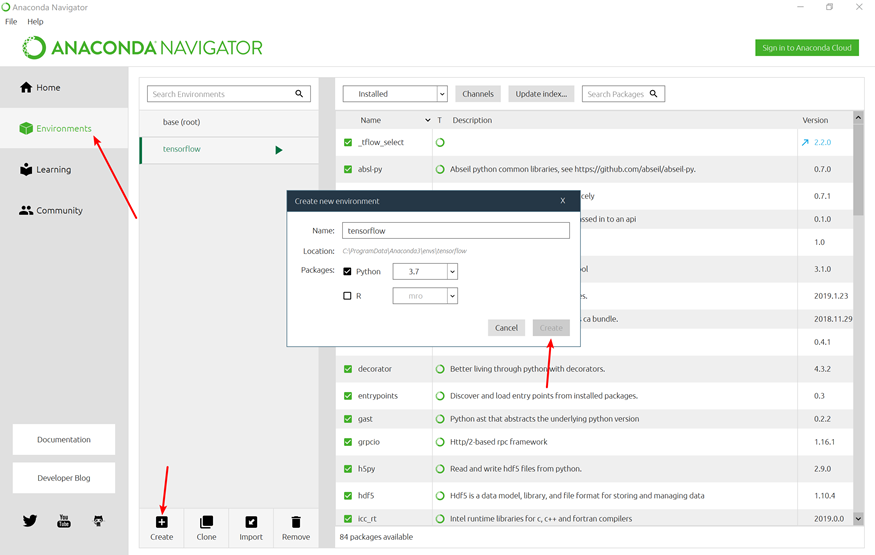 Anaconda Navigator
File Help
ANACONDA NAVIGATOR
Sign in to Anaconda Cloud
Home
Environments
Learning
Community
Documentation
Developer Blog
You Tube
Search Environments
base (root)
tensorflow
Create Clone Import Remove
Installed Channels Update index... Search Packages
Name T Description Version
_tflow_select 2.2.0
absl-py Abseil python common libraries, see https://github.com/abseil/abseil-py. 0.7.0
0.7.1
assed in to an api 0.1.0
1.0
3.1.0
2019.1.23
ca bundle. 2018.11.29
0.4.1
decorator Better living through python with decorators. 4.3.2
entrypoints Discover and load entry points from installed packages. 0.3
gast Python ast that abstracts the underlying python version 0.2.2
grpcio Http/2-based rpc framework 1.16.1
h5py Read and write hdf5 files from python. 2.9.0
hdf5 Hdf5 is a data model, library, and file format for storing and managing data 1.10.4
icc_rt Intel runtime libraries for c, c++ and fortran compilers 2019.0.0
84 packages available
Create new environment X
Name: tensorflow
Location: C:\ProgramData\Anaconda3\envs\tensorflow
Packages: Python 3.7
R mro
Cancel Create